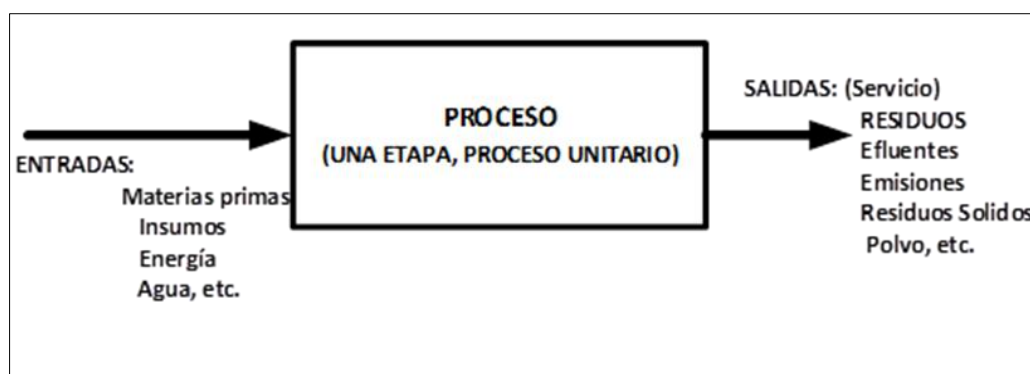 ENTRADAS:
Materias primas
Insumos
Energía
Agua, etc.
PROCESO
(UNA ETAPA, PROCESO UNITARIO)
SALIDAS: (Servicio)
RESIDUOS
Efluentes
Emisiones
Residuos Solidos
Polvo, etc.